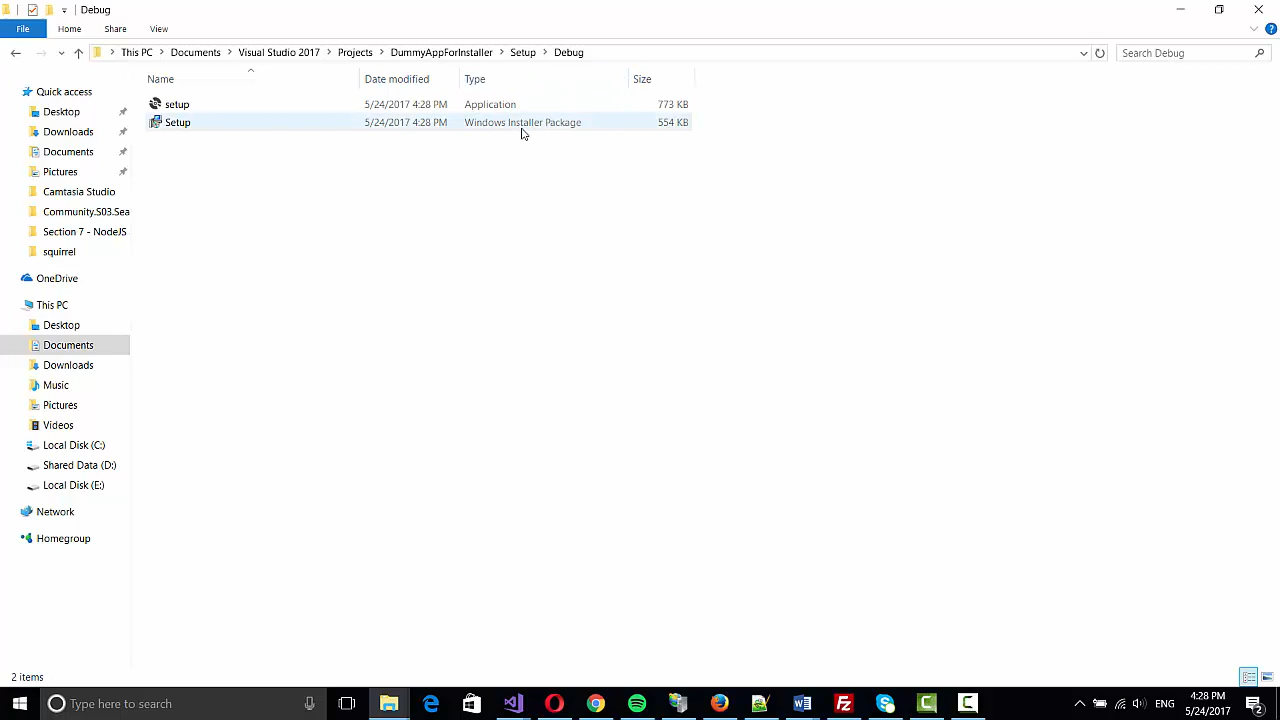 Debug
File Home Share View
This PC Documents Visual Studio 2017 Projects DummyAppForInstaller Setup Debug
Search Debug
Name Date modified Type Size
setup 5/24/2017 4:28 PM Application 773 KB
Setup 5/24/2017 4:28 PM Windows Installer Package 554 KB
Quick access
Desktop
Downloads
Documents
Pictures
Camtasia Studio
Community.S03.Sea
Section 7 - NodeJS
squirrel
OneDrive
This PC
Desktop
Documents
Downloads
Music
Pictures
Videos
Local Disk (C:)
Shared Data (D:)
Local Disk (E:)
Network
Homegroup
2 items
Type here to search
ENG
4:28 PM
5/24/2017
2